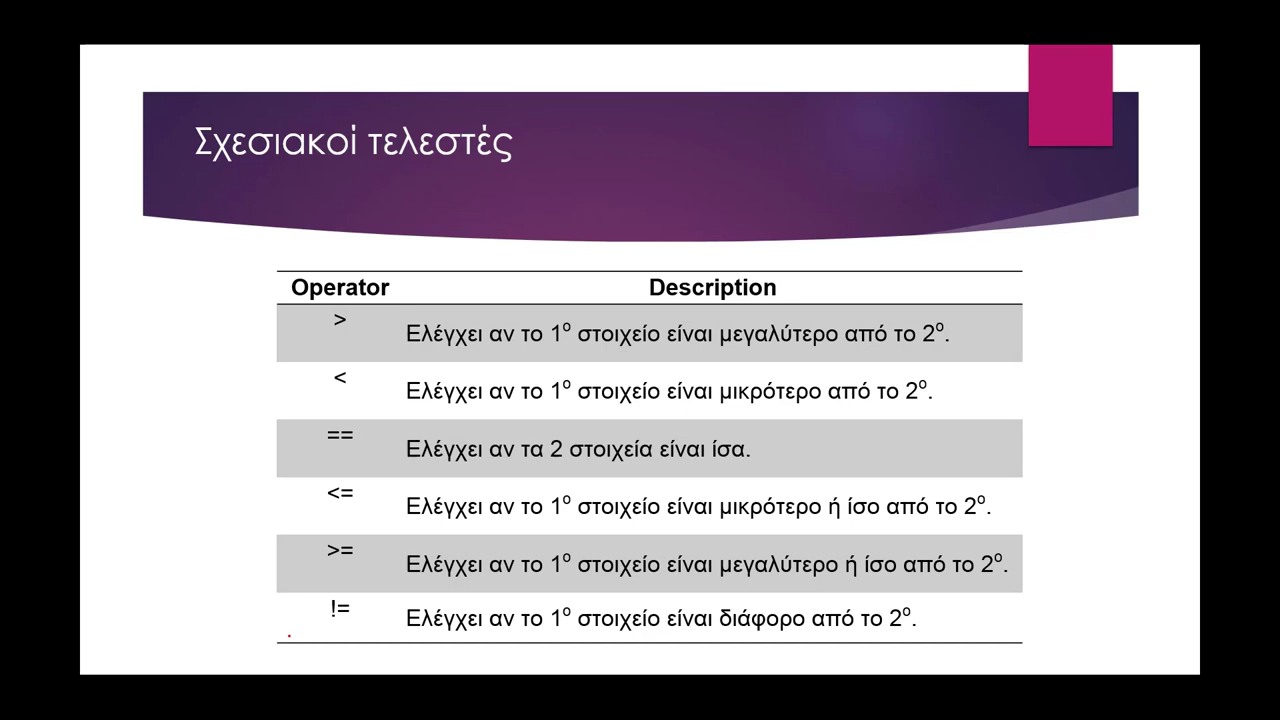 Σχεσιακοί τελεστές
Operator Description
> Ελέγχει αν το 1ο στοιχείο είναι μεγαλύτερο από το 2ο.
< Ελέγχει αν το 1ο στοιχείο είναι μικρότερο από το 2ο.
== Ελέγχει αν τα 2 στοιχεία είναι ίσα.
<= Ελέγχει αν το 1ο στοιχείο είναι μικρότερο ή ίσο από το 2ο.
>= Ελέγχει αν το 1ο στοιχείο είναι μεγαλύτερο ή ίσο από το 2ο.
!= Ελέγχει αν το 1ο στοιχείο είναι διάφορο από το 2ο.